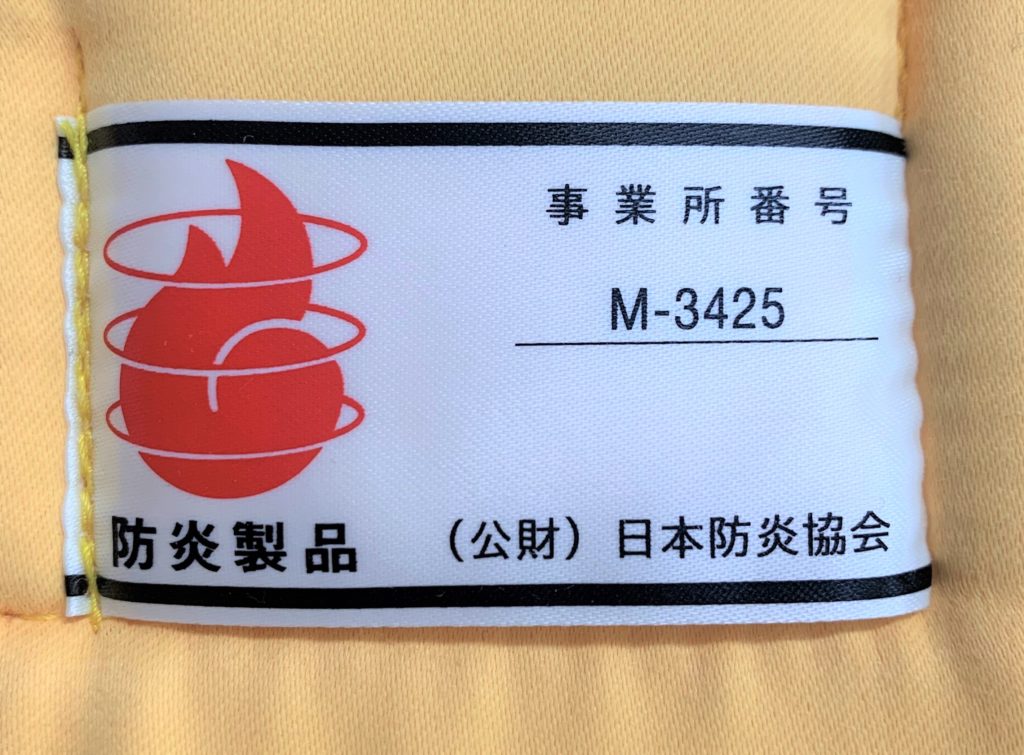 事業所番号
M-3425
防炎製品
（公財）日本防炎協会